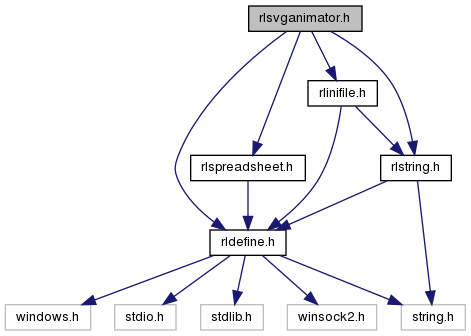 rlsvganimator.h
rlinifile.h
rlspreadsheet.h
rlstring.h
rldefine.h
windows.h
stdio.h
stdlib.h
winsock2.h
string.h